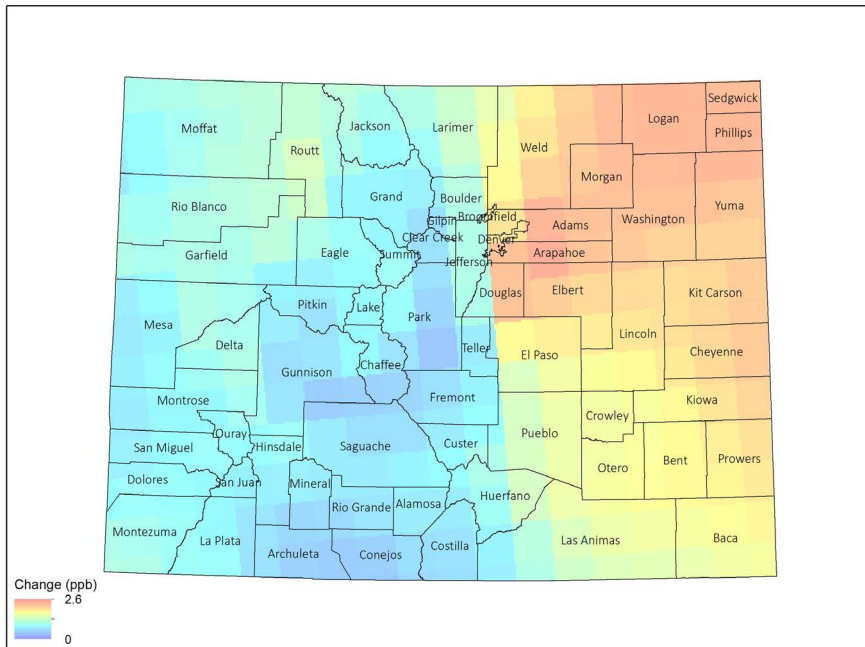 Sedgwick
Logan
Phillips
Moffat
Jackson
Larimer
Weld
Routt
Morgan
Yuma
Rio Blanco
Grand
Boulder
Washington
Gilpin
Broomfield
Adams
Clear Creek
Denver
Garfield
Eagle
Summit
Jefferson
Arapahoe
Pitkin
Lake
Park
Douglas
Elbert
Kit Carson
Mesa
Delta
Lincoln
Teller
El Paso
Cheyenne
Gunnison
Chaffee
Montrose
Fremont
Crowley
Kiowa
Ouray
San Miguel
Hinsdale
Saguache
Custer
Pueblo
Otero
Bent
Prowers
Dolores
San Juan
Mineral
Rio Grande
Alamosa
Huerfano
Montezuma
La Plata
Archuleta
Conejos
Costilla
Las Animas
Baca
Change (ppb)
2.6
0